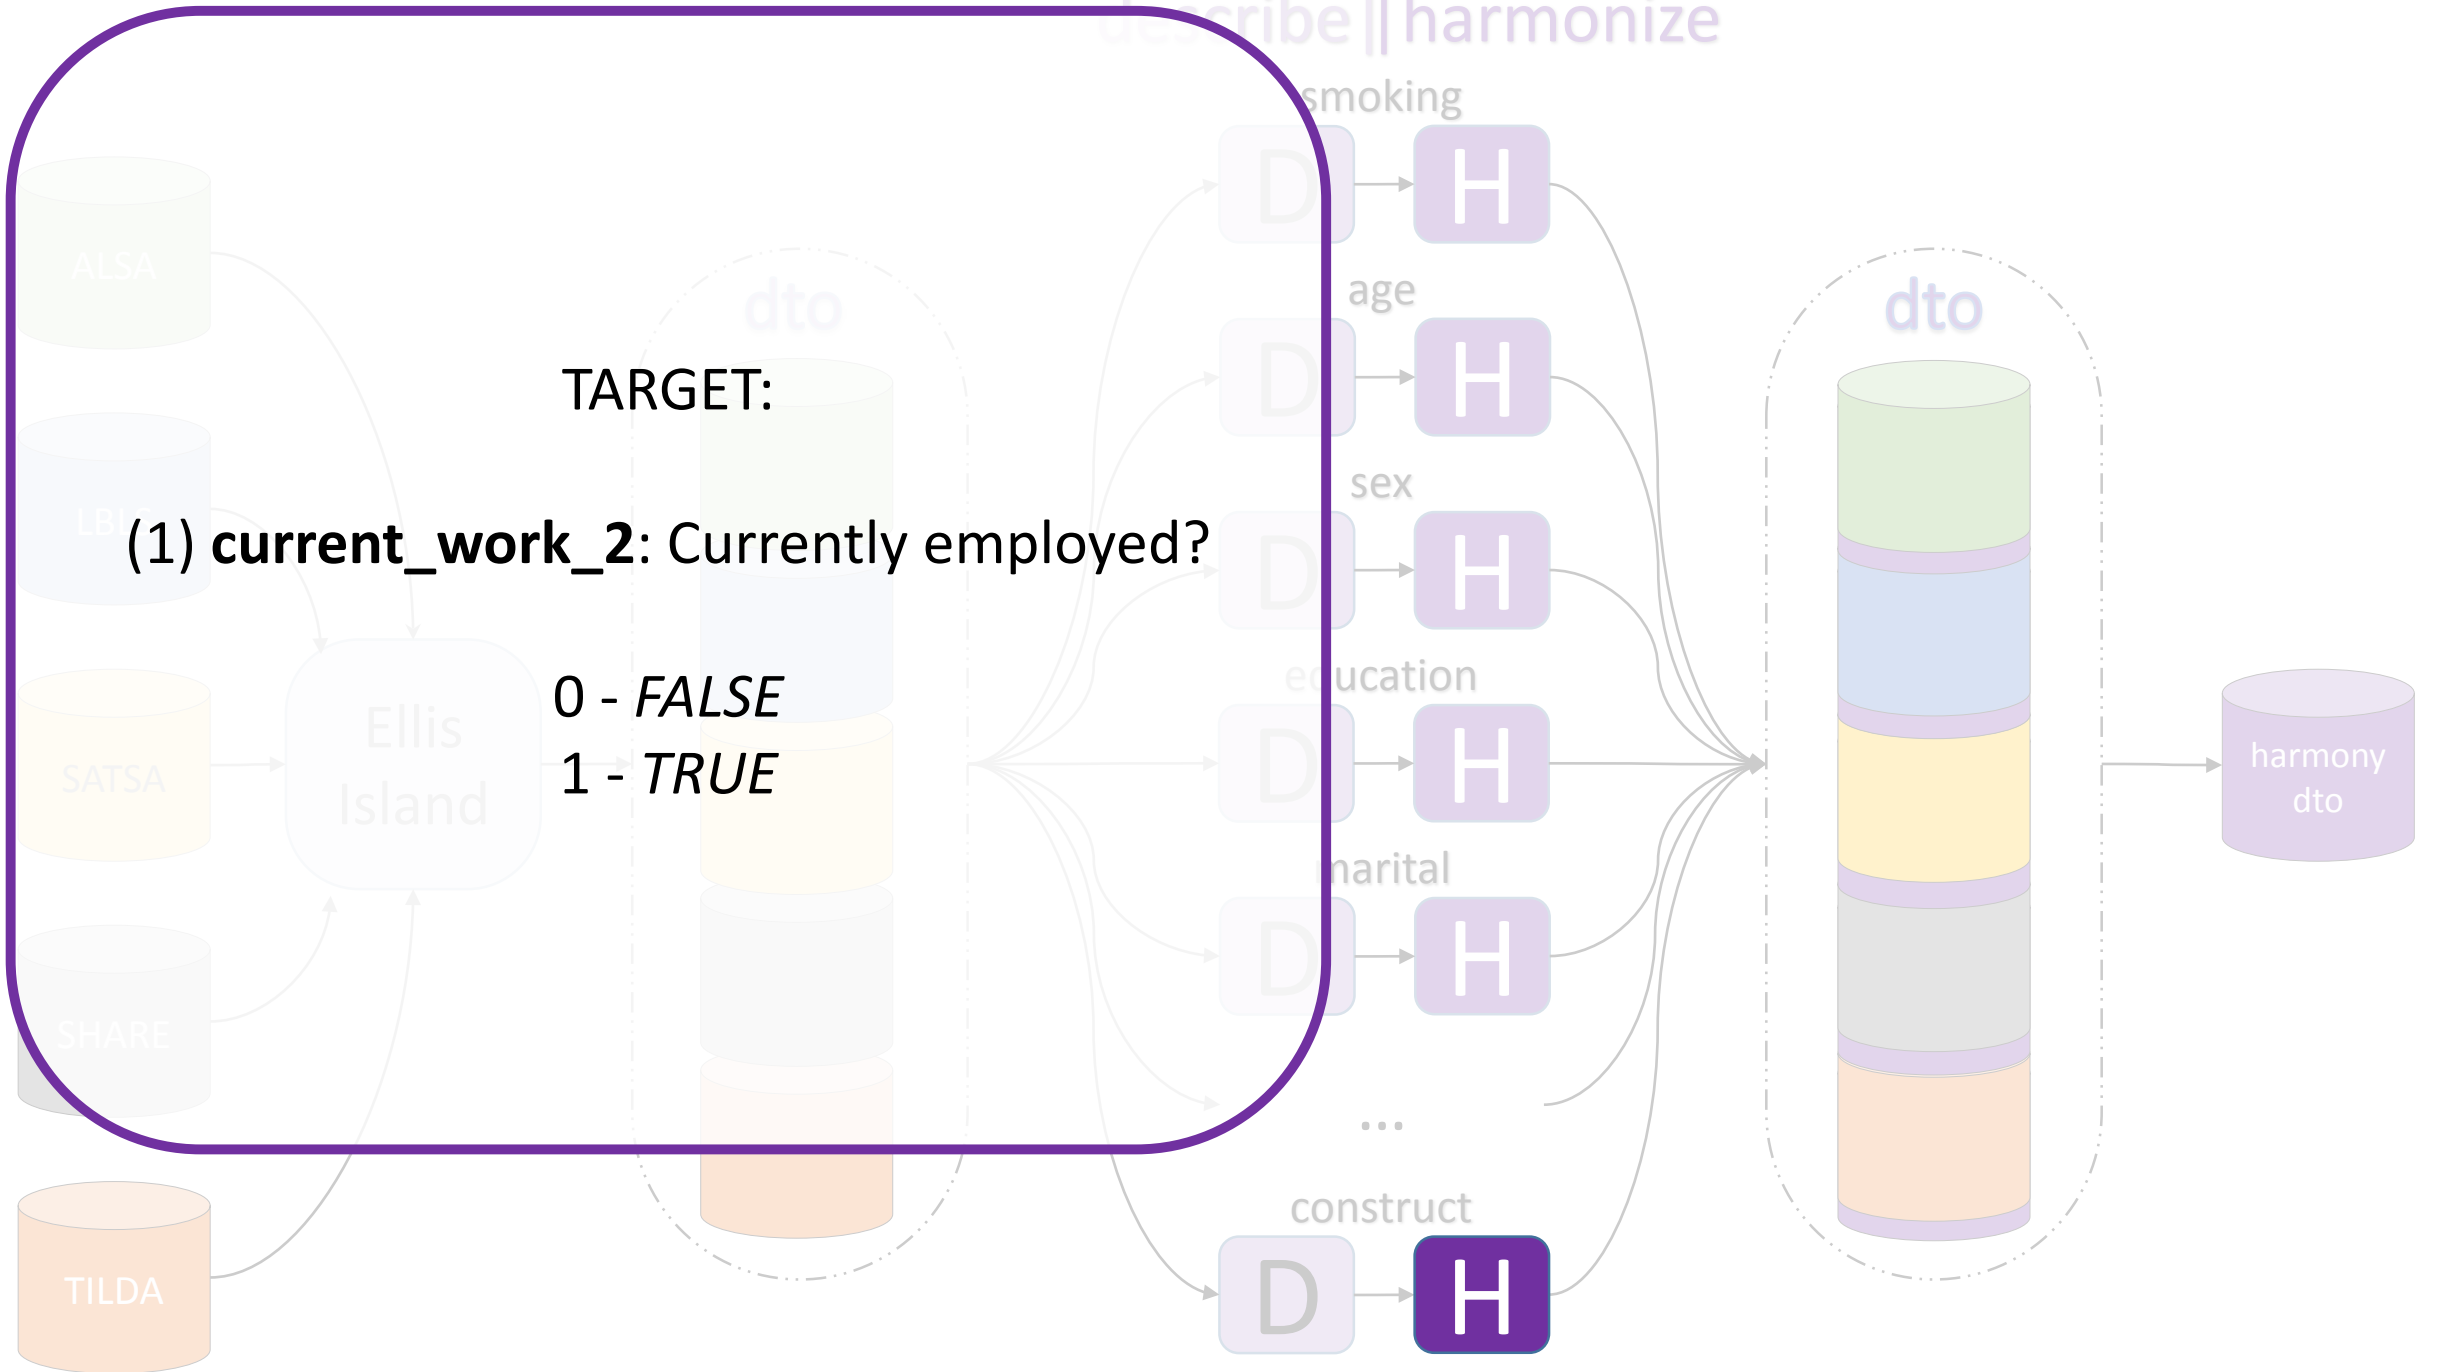 describe||harmonize
smoking
D H
ALSA
age
dto
dto
D H
TARGET:
sex
LBLS
(1) current_work_2: Currently employed?
D H
education
0 - FALSE
Ellis
Island
SATSA
1 - TRUE
D H
harmony
dto
marital
D H
SHARE
...
construct
TILDA
D H